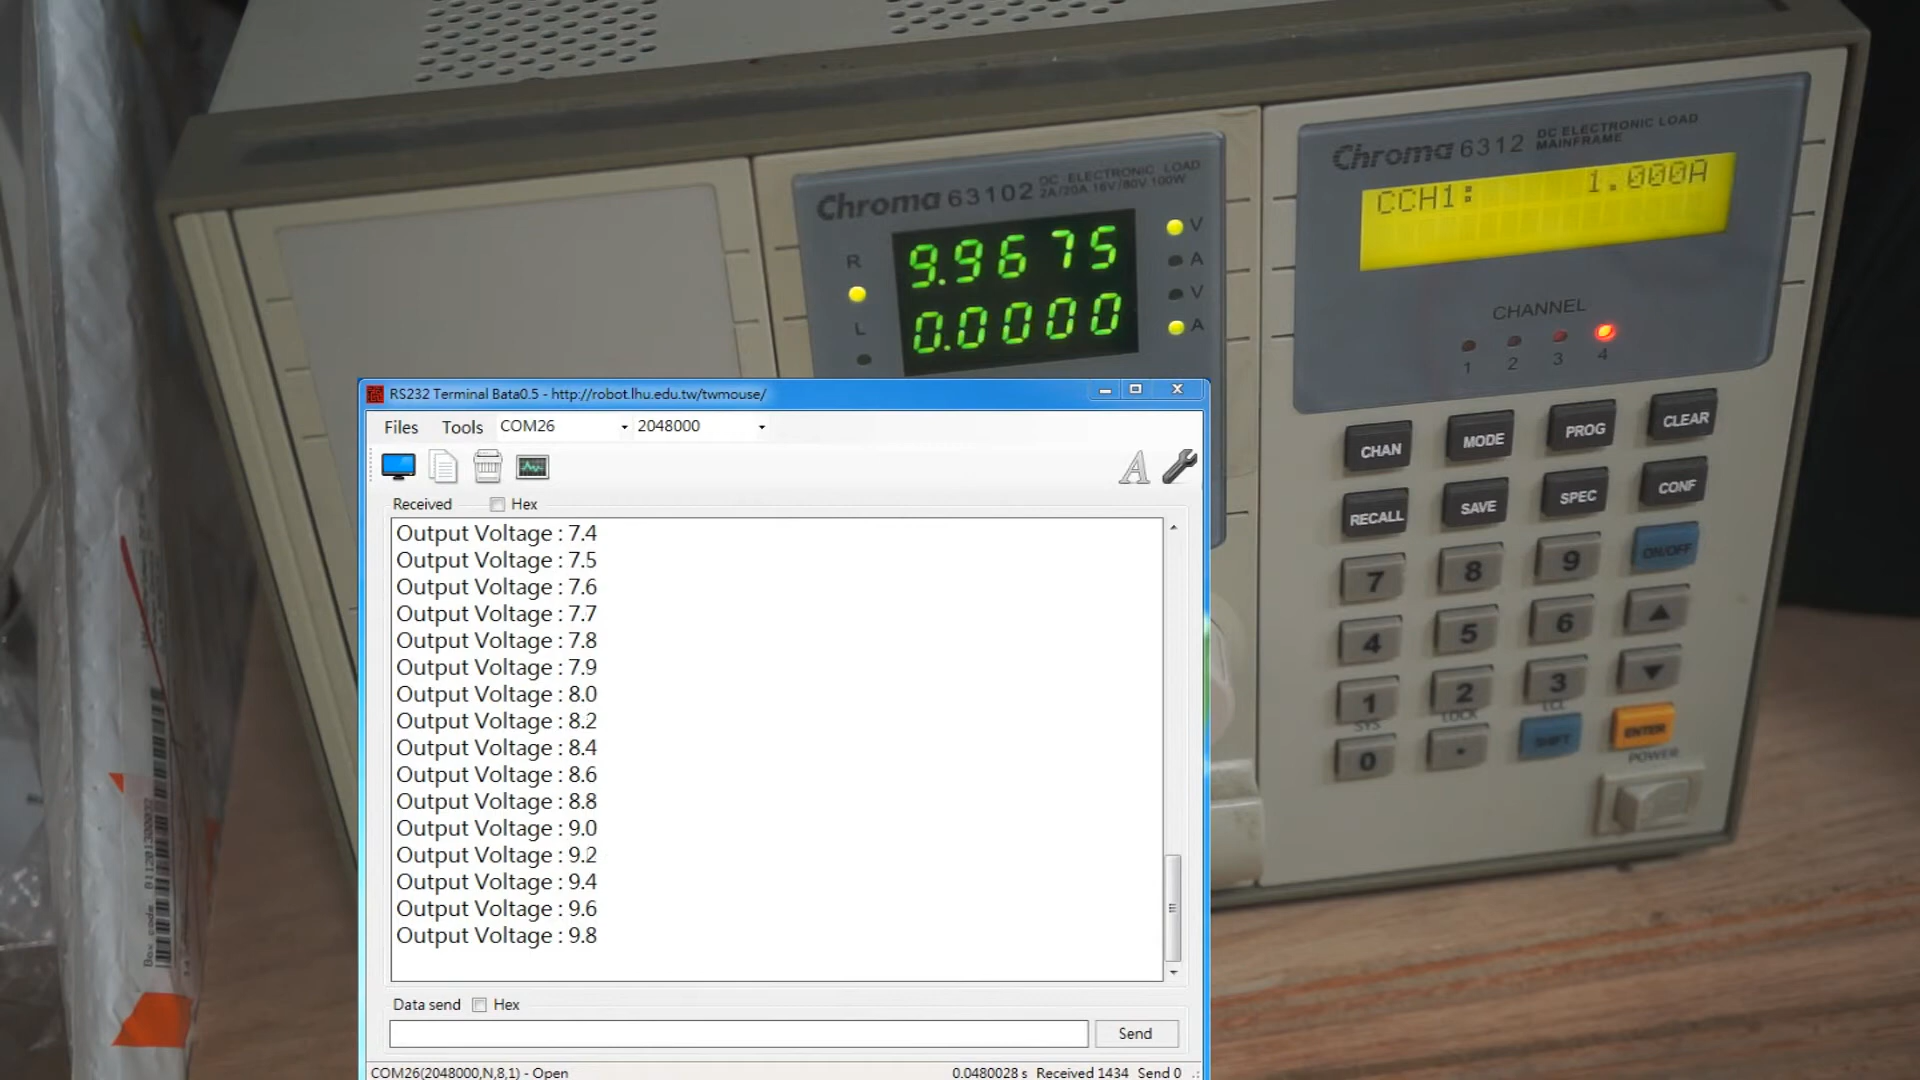 Chroma 6312 DC ELECTRONIC LOAD
MAINFRAME
CCH1: 1.000A
CHANNEL
1 2 3 4
Chroma 63102 DC ELECTRONIC LOAD
2A/20A 16V/80V 100W
R
L
9.9675
0.0000
V
A
V
A
CHAN MODE PROG CLEAR
RECALL SAVE SPEC CONF
7 8 9 ON/OFF
4 5 6
1 2 3
SYS LOCK LCL
0 . SHIFT ENTER
POWER
RS232 Terminal Bata0.5 - http://robot.lhu.edu.tw/twmouse/
Files Tools COM26 2048000
A
Received Hex
Output Voltage : 7.4
Output Voltage : 7.5
Output Voltage : 7.6
Output Voltage : 7.7
Output Voltage : 7.8
Output Voltage : 7.9
Output Voltage : 8.0
Output Voltage : 8.2
Output Voltage : 8.4
Output Voltage : 8.6
Output Voltage : 8.8
Output Voltage : 9.0
Output Voltage : 9.2
Output Voltage : 9.4
Output Voltage : 9.6
Output Voltage : 9.8
Data send Hex
Send
COM26(2048000,N,8,1) - Open 0.0480028 s Received 1434 Send 0
Box code